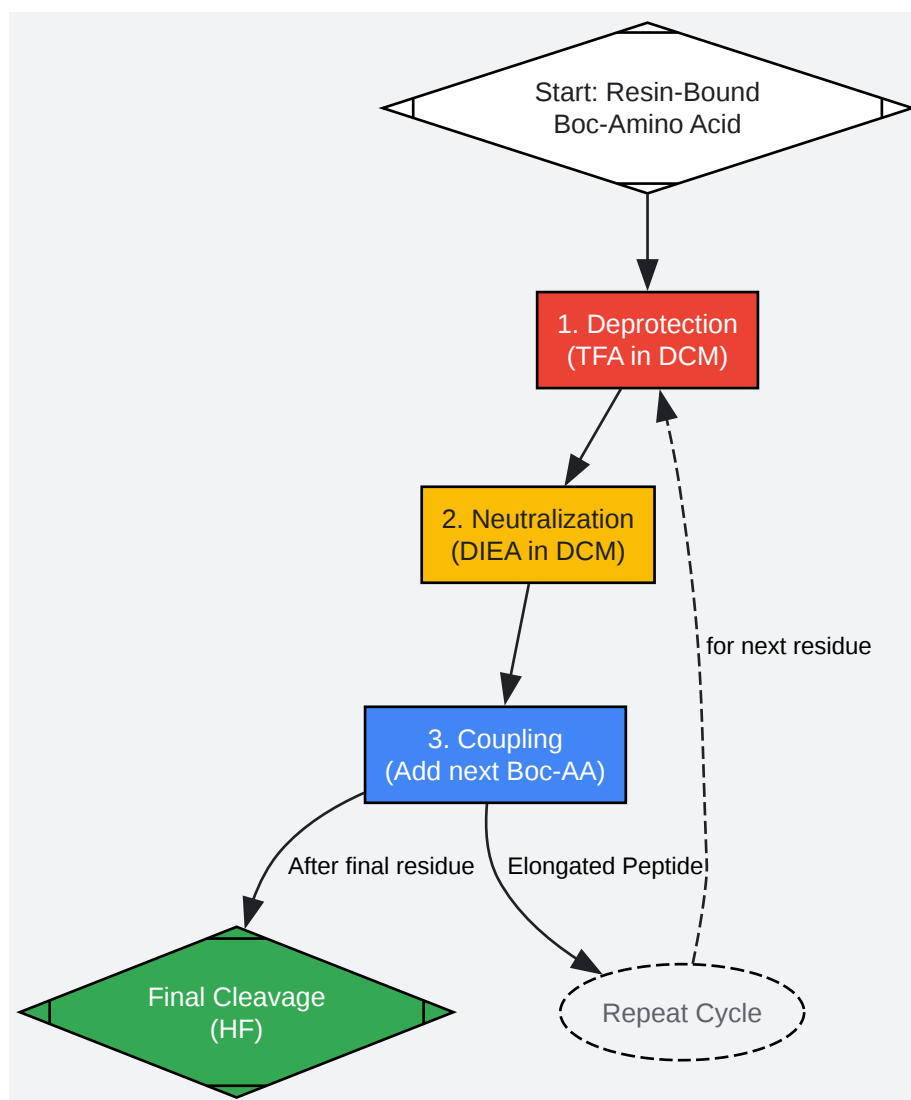 Start: Resin-Bound
Boc-Amino Acid
1. Deprotection
(TFA in DCM)
2. Neutralization
(DIEA in DCM)
for next residue
3. Coupling
(Add next Boc-AA)
After final residue
Elongated Peptide
Final Cleavage
(HF)
Repeat Cycle